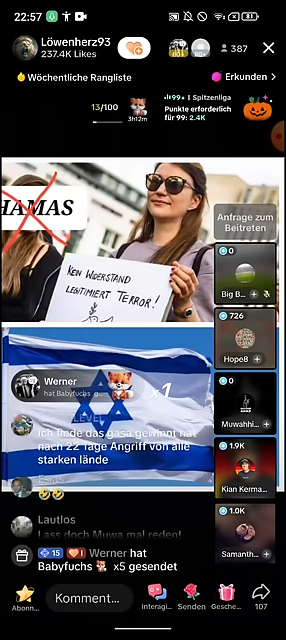 22:57
81
Löwenherz93
237.4K Likes
387
Wöchentliche Rangliste
Erkunden
13/100
3h12m
99+ | Spitzenliga
Punkte erforderlich
für 99: 2.4K
HAMAS
KEIN WIDERSTAND
LEGITIMIERT TERROR!
Anfrage zum
Beitreten
0
Big B...
726
Hope8
0
Muwahhi...
1.9K
Kian Kerma...
1.0K
Samanth...
Werner
hat Babyfuchs g...
x1
LEVEL
Ich finde das gasa gewinnt hat
nach 22 Tage Angriff von alle
starken lände
🤣🤣
Lautlos
Lass doch Muwa mal reden!
15 1 Werner hat
Babyfuchs x5 gesendet
Abonn...
Komment...
Interagi...
Senden
Gesche...
107